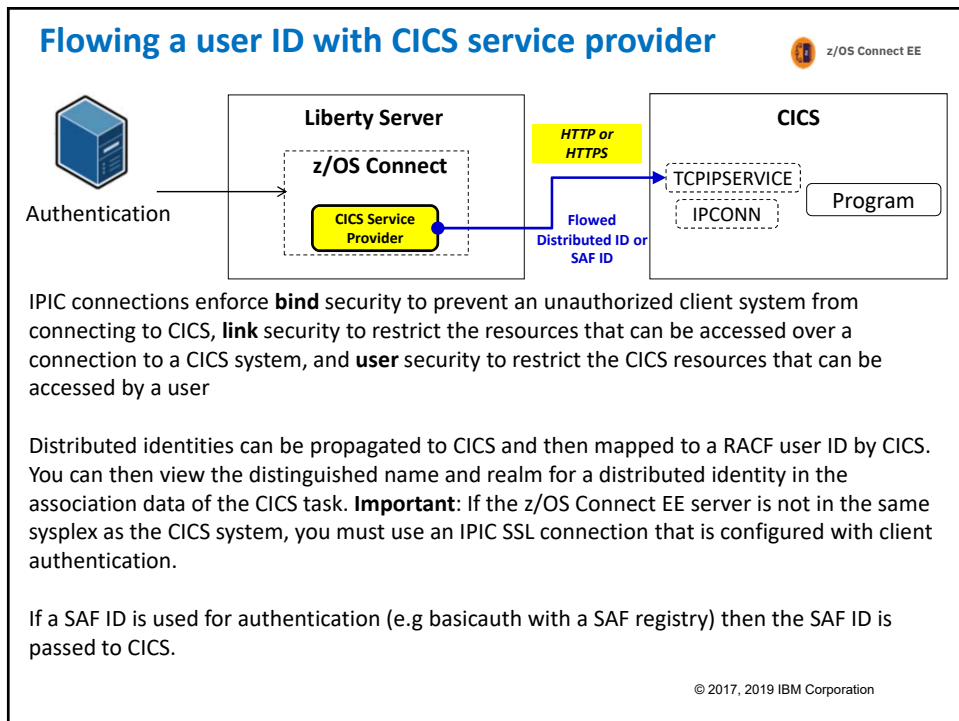 Flowing a user ID with CICS service provider
z/OS Connect EE
Authentication
Liberty Server
z/OS Connect
CICS Service
Provider
HTTP or
HTTPS
Flowed
Distributed ID or
SAF ID
CICS
TCPIPSERVICE
IPCONN
Program
IPIC connections enforce bind security to prevent an unauthorized client system from
connecting to CICS, link security to restrict the resources that can be accessed over a
connection to a CICS system, and user security to restrict the CICS resources that can be
accessed by a user
Distributed identities can be propagated to CICS and then mapped to a RACF user ID by CICS.
You can then view the distinguished name and realm for a distributed identity in the
association data of the CICS task. Important: If the z/OS Connect EE server is not in the same
sysplex as the CICS system, you must use an IPIC SSL connection that is configured with client
authentication.
If a SAF ID is used for authentication (e.g basicauth with a SAF registry) then the SAF ID is
passed to CICS.
© 2017, 2019 IBM Corporation